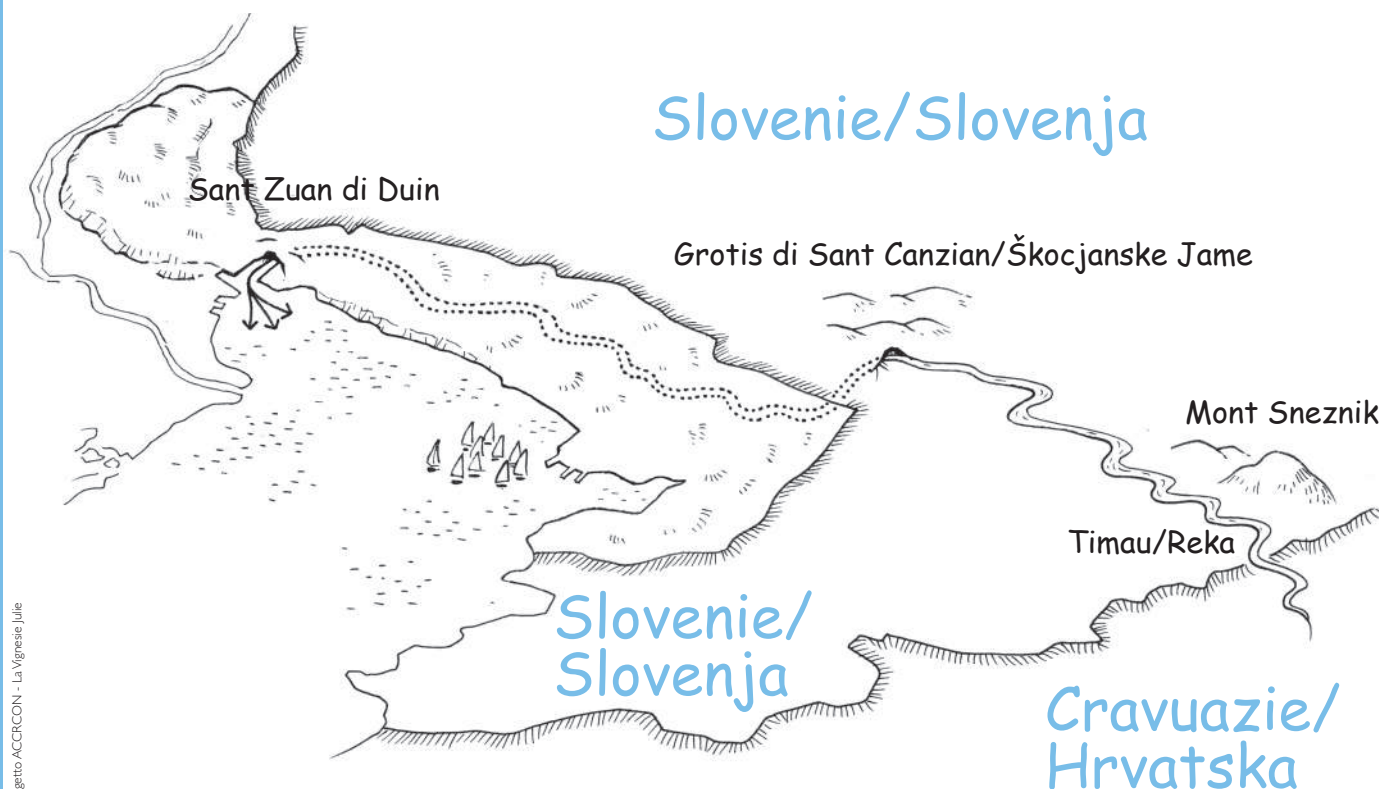 Slovenie/Slovenja
Sant Zuan di Duin
Grotis di Sant Canzian/Škocjanske Jame
Mont Sneznik
Timau/Reka
Slovenie/
Slovenja
Cravuazie/
Hrvatska
getto ACCRCON - La Vignesie Julie